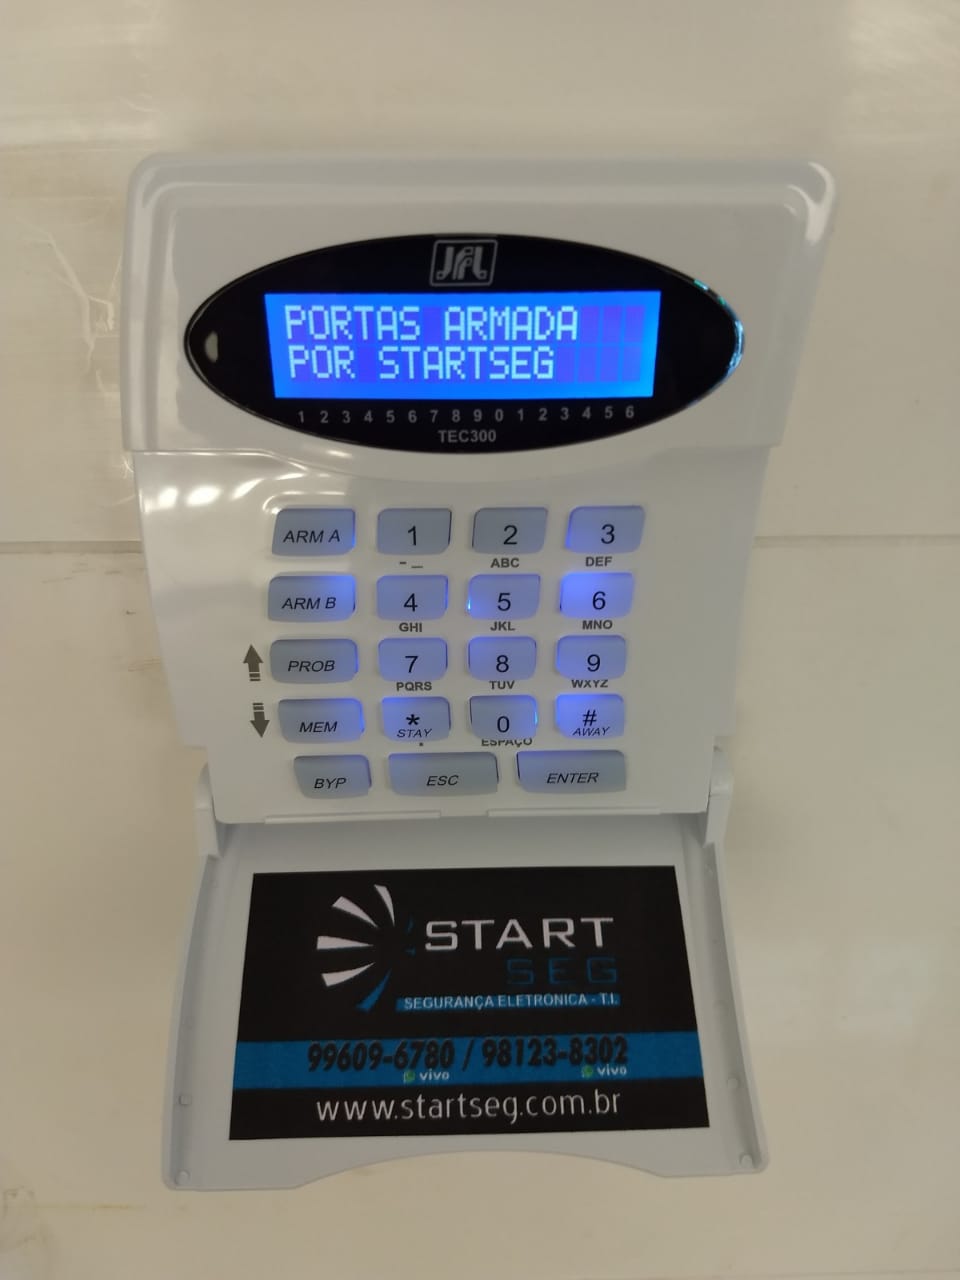 JFL
PORTAS ARMADA
POR STARTSEG
1 2 3 4 5 6 7 8 9 0 1 2 3 4 5 6
TEC300
ARM A 1 2 3
- _ ABC DEF
ARM B 4 5 6
GHI JKL MNO
PROB 7 8 9
PQRS TUV WXYZ
MEM * 0 #
STAY AWAY
. ESPAÇO
BYP ESC ENTER
START
SEG
SEGURANÇA ELETRONICA - T.I.
99609-6780 / 98123-8302
vivo vivo
www.startseg.com.br